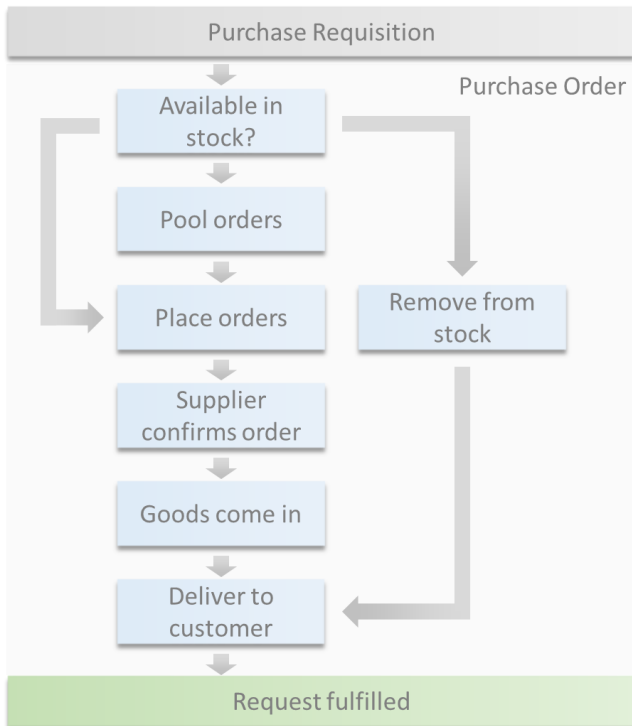 Purchase Requisition
Purchase Order
Available in
stock?
Pool orders
Place orders
Remove from
stock
Supplier
confirms order
Goods come in
Deliver to
customer
Request fulfilled